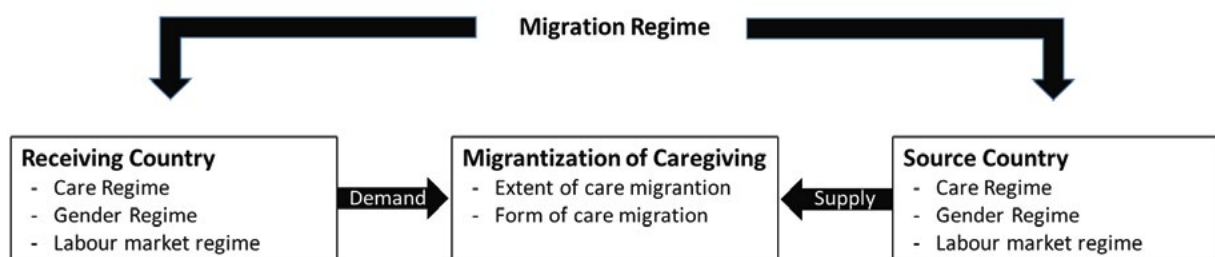 Migration Regime
Receiving Country
- Care Regime
- Gender Regime
- Labour market regime
Demand
Migrantization of Caregiving
- Extent of care migrantion
- Form of care migration
Supply
Source Country
- Care Regime
- Gender Regime
- Labour market regime